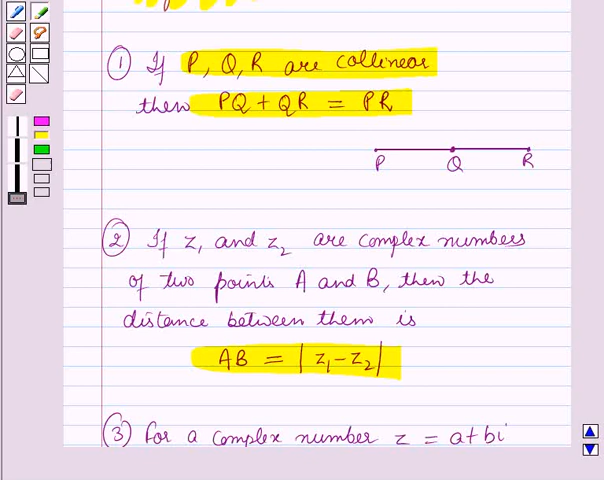 ① If P, Q, R are collinear
then PQ + QR = PR
P Q R
② If z₁ and z₂ are complex numbers
of two points A and B, then the
distance between them is
AB = |z₁ - z₂|
③ For a complex number z = a + bi